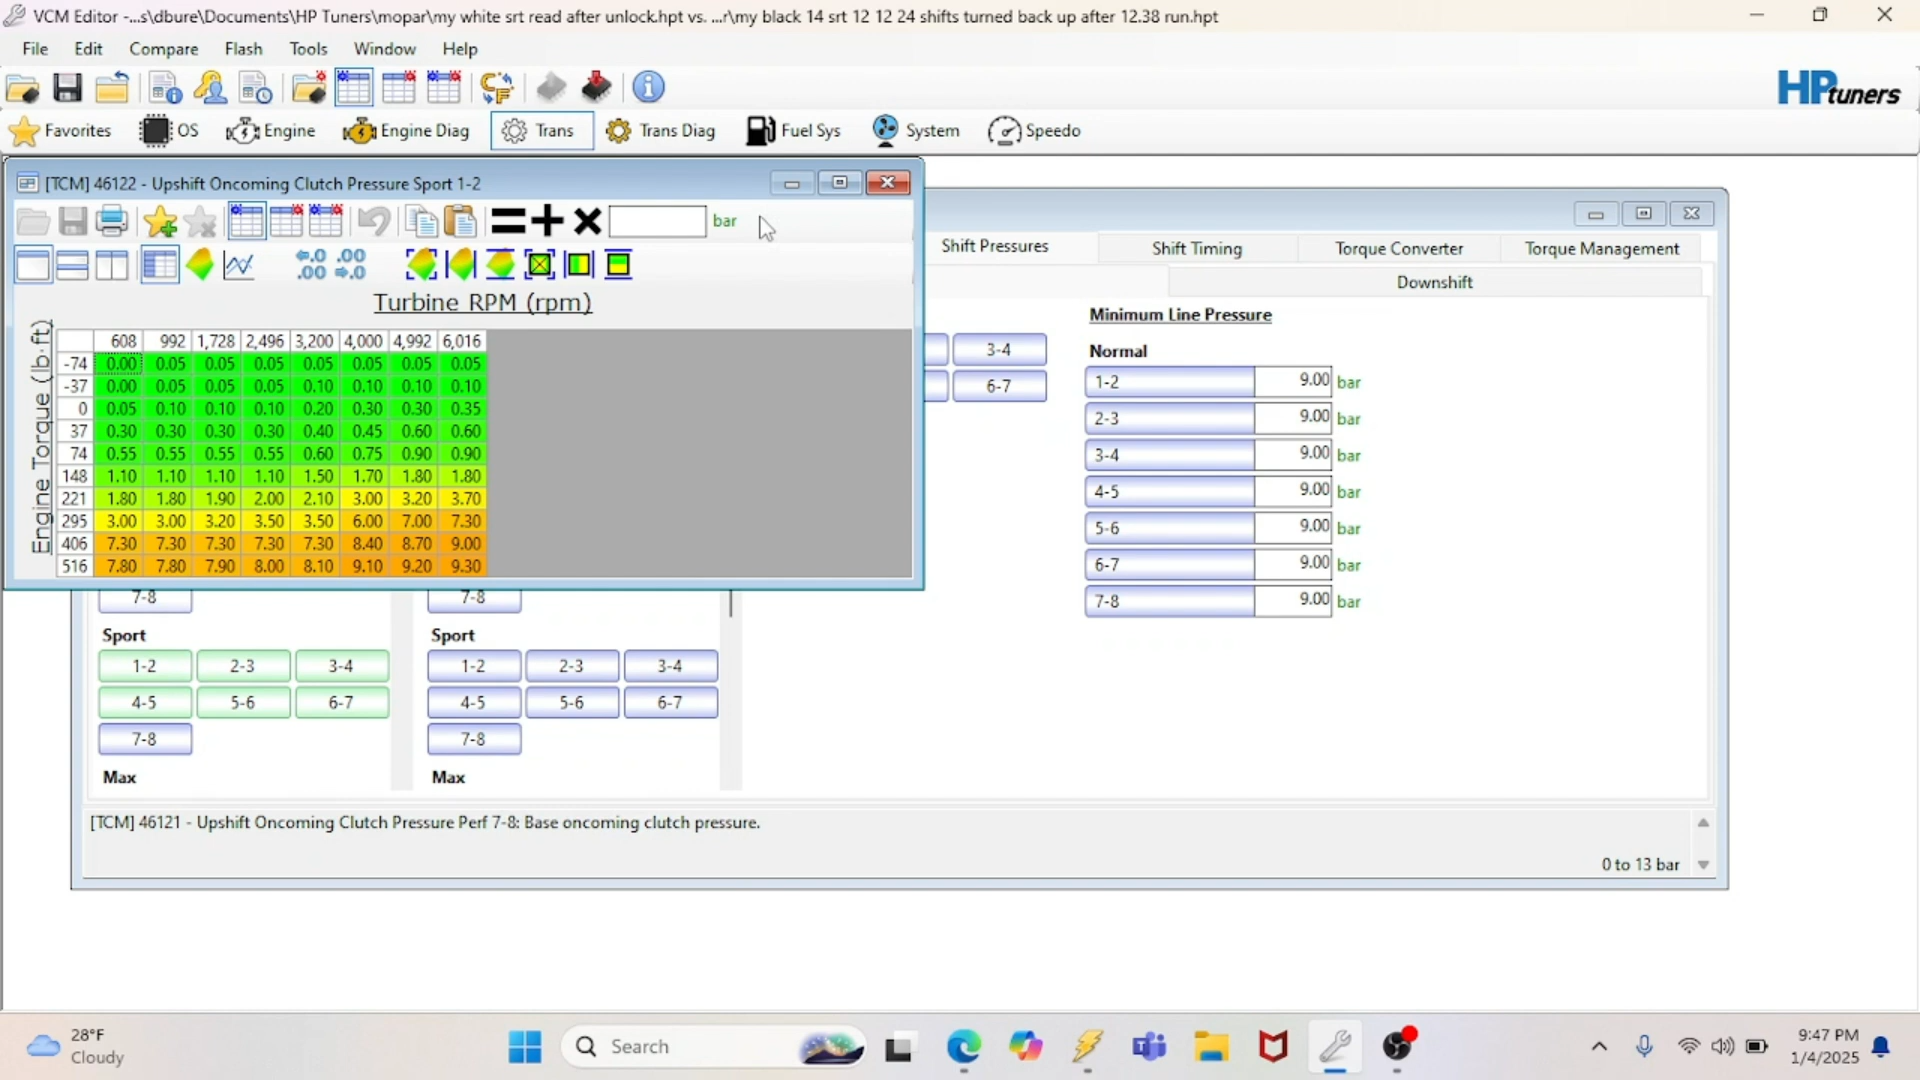 VCM Editor -...s\dbure\Documents\HP Tuners\mopar\my white srt read after unlock.hpt vs. ...r\my black 14 srt 12 12 24 shifts turned back up after 12.38 run.hpt
File Edit Compare Flash Tools Window Help
HPtuners
Favorites OS Engine Engine Diag Trans Trans Diag Fuel Sys System Speedo
[TCM] 46122 - Upshift Oncoming Clutch Pressure Sport 1-2
bar
Turbine RPM (rpm)
Engine Torque (lb·ft)
608 992 1,728 2,496 3,200 4,000 4,992 6,016
-74 0.00 0.05 0.05 0.05 0.05 0.05 0.05 0.05
-37 0.00 0.05 0.05 0.05 0.10 0.10 0.10 0.10
0 0.05 0.10 0.10 0.10 0.20 0.30 0.30 0.35
37 0.30 0.30 0.30 0.30 0.40 0.45 0.60 0.60
74 0.55 0.55 0.55 0.55 0.60 0.75 0.90 0.90
148 1.10 1.10 1.10 1.10 1.50 1.70 1.80 1.80
221 1.80 1.80 1.90 2.00 2.10 3.00 3.20 3.70
295 3.00 3.00 3.20 3.50 3.50 6.00 7.00 7.30
406 7.30 7.30 7.30 7.30 7.30 8.40 8.70 9.00
516 7.80 7.80 7.90 8.00 8.10 9.10 9.20 9.30
Shift Pressures Shift Timing Torque Converter Torque Management
Downshift
3-4
6-7
Minimum Line Pressure
Normal
1-2 9.00 bar
2-3 9.00 bar
3-4 9.00 bar
4-5 9.00 bar
5-6 9.00 bar
6-7 9.00 bar
7-8 9.00 bar
7-8 7-8
Sport Sport
1-2 2-3 3-4 1-2 2-3 3-4
4-5 5-6 6-7 4-5 5-6 6-7
7-8 7-8
Max Max
[TCM] 46121 - Upshift Oncoming Clutch Pressure Perf 7-8: Base oncoming clutch pressure.
0 to 13 bar
28°F
Cloudy
Search
9:47 PM
1/4/2025